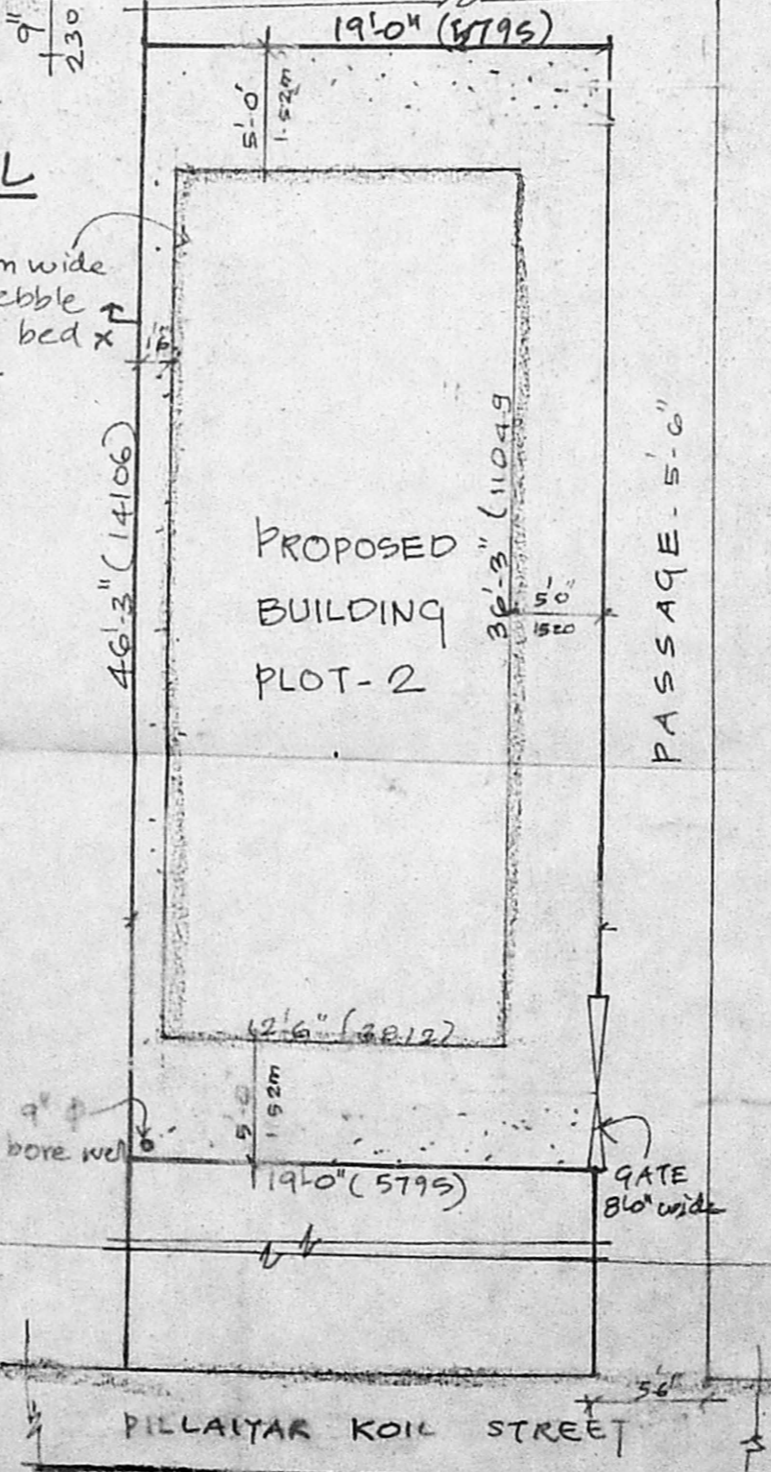 9"
230
19'-0" (5795)
5'-0'
1.52m
L
wide
bed
1'6
46'-3" (14106)
36'-3" (11049
PROPOSED
BUILDING
PLOT-2
5'0"
1520
PASSAGE-5'-6"
12'6" (3812)
5'-0
1.52m
9" φ
bore well
19'-0" (5795)
GATE
8'-0" wide
5'6"
PILLAIYAR KOIL STREET